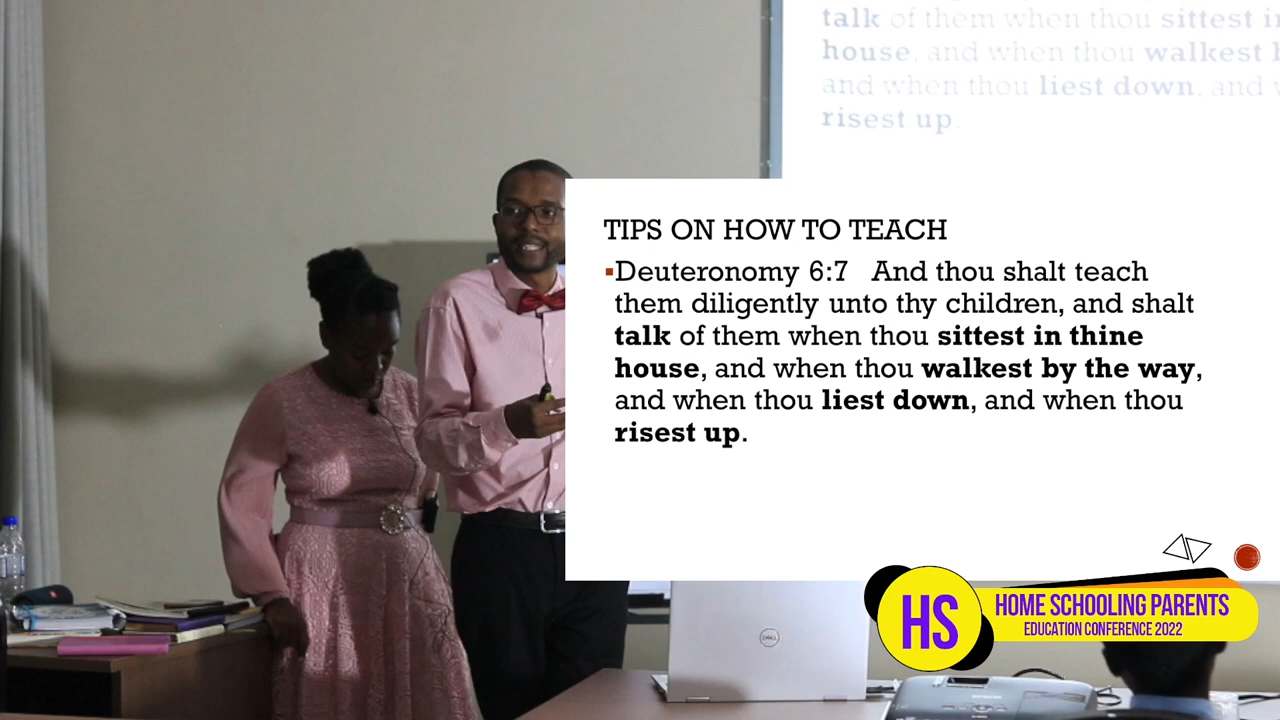 talk of them when thou sittest in
house, and when thou walkest
and when thou liest down, and
risest up.
TIPS ON HOW TO TEACH
▪Deuteronomy 6:7 And thou shalt teach
them diligently unto thy children, and shalt
talk of them when thou sittest in thine
house, and when thou walkest by the way,
and when thou liest down, and when thou
risest up.
HS
HOME SCHOOLING PARENTS
EDUCATION CONFERENCE 2022
DELL